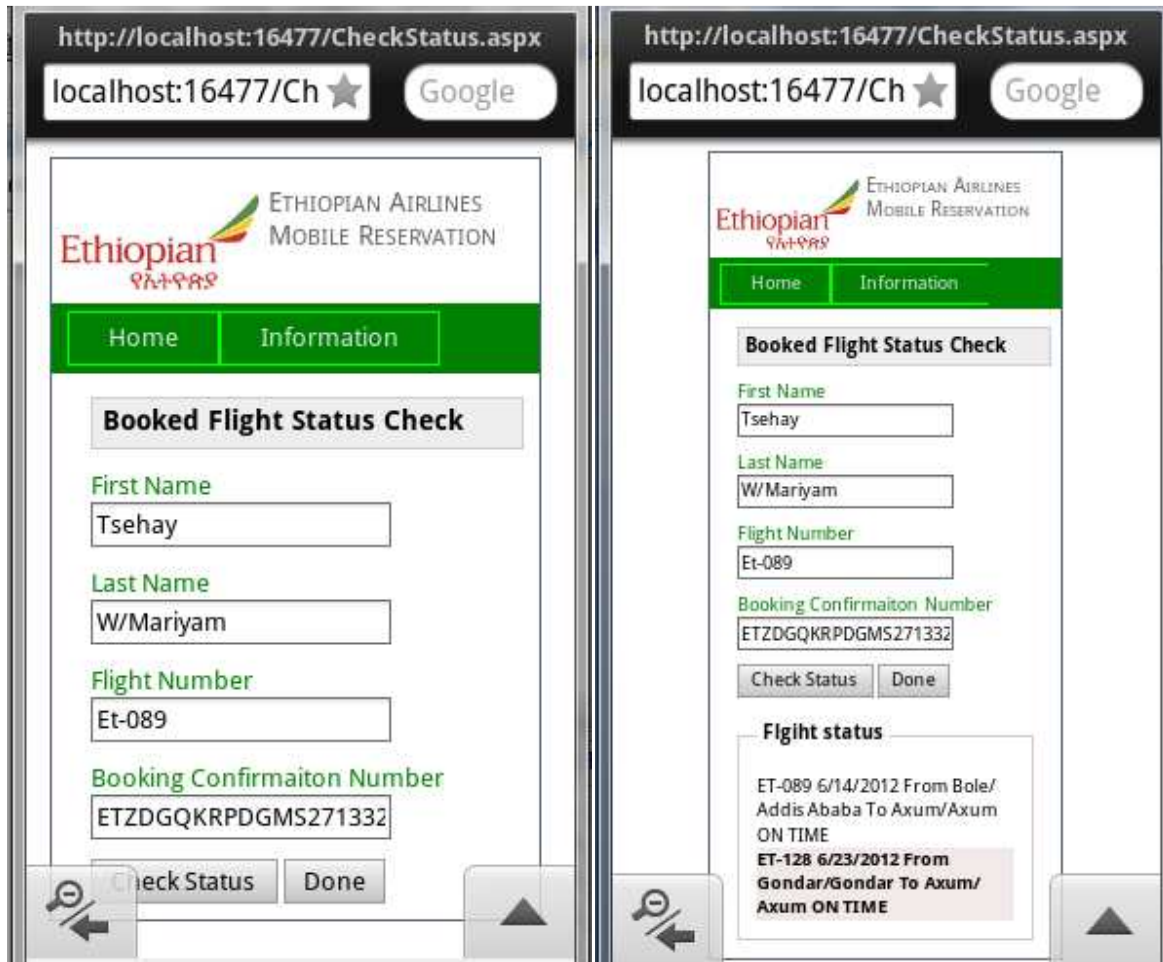 http://localhost:16477/CheckStatus.aspx
localhost:16477/Ch
Google
ETHIOPIAN AIRLINES
MOBILE RESERVATION
Ethiopian
የኢትዮጵያ
Home
Information
Booked Flight Status Check
First Name
Tsehay
Last Name
W/Mariyam
Flight Number
Et-089
Booking Confirmaiton Number
ETZDGQKRPDGMS271332
Check Status
Done
http://localhost:16477/CheckStatus.aspx
localhost:16477/Ch
Google
ETHIOPIAN AIRLINES
MOBILE RESERVATION
Ethiopian
የኢትዮጵያ
Home
Information
Booked Flight Status Check
First Name
Tsehay
Last Name
W/Mariyam
Flight Number
Et-089
Booking Confirmaiton Number
ETZDGQKRPDGMS271332
Check Status
Done
Flgiht status
ET-089 6/14/2012 From Bole/
Addis Ababa To Axum/Axum
ON TIME
ET-128 6/23/2012 From
Gondar/Gondar To Axum/
Axum ON TIME